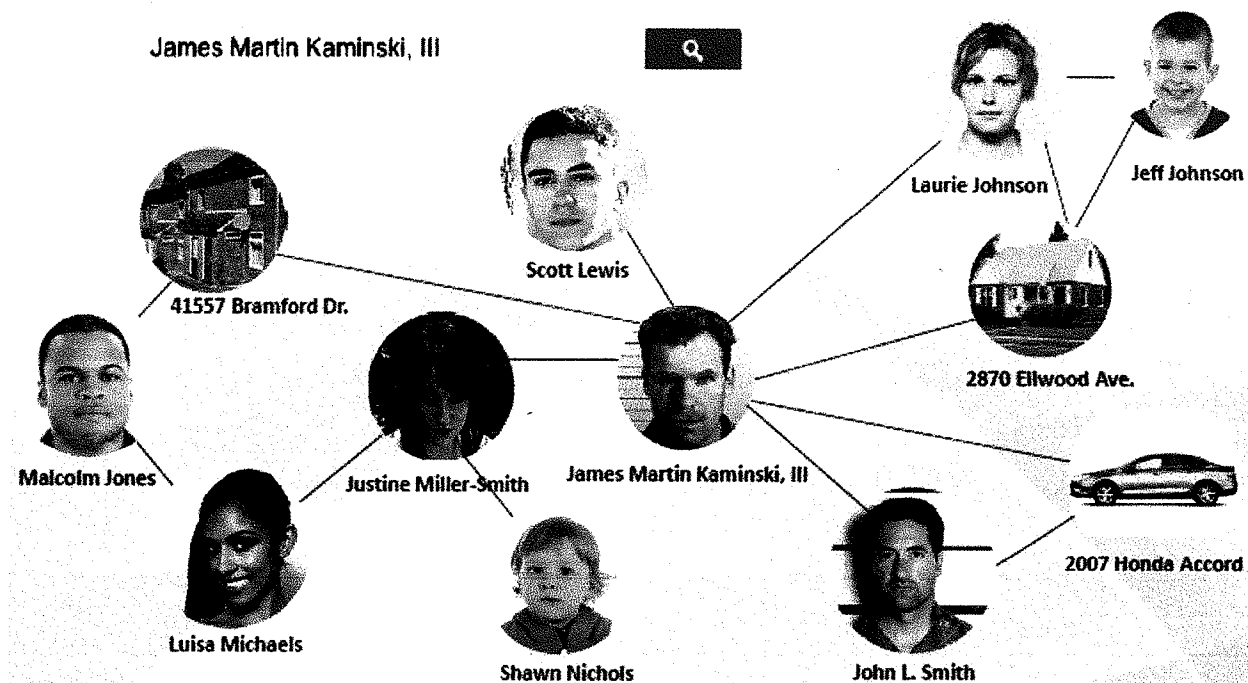 James Martin Kaminski, III
Laurie Johnson
Jeff Johnson
Scott Lewis
41557 Bramford Dr.
2870 Ellwood Ave.
Malcolm Jones
Justine Miller-Smith
James Martin Kaminski, III
2007 Honda Accord
Luisa Michaels
Shawn Nichols
John L. Smith